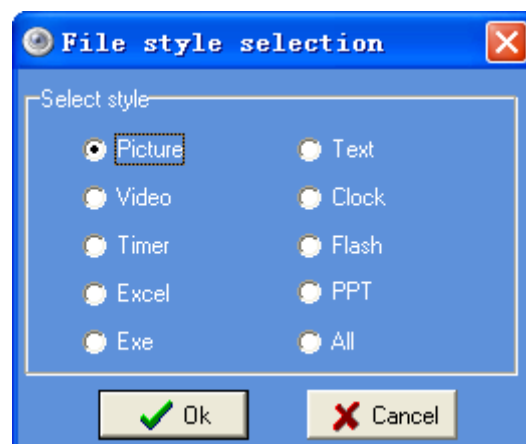 File style selection
Select style
Picture Text
Video Clock
Timer Flash
Excel PPT
Exe All
Ok Cancel